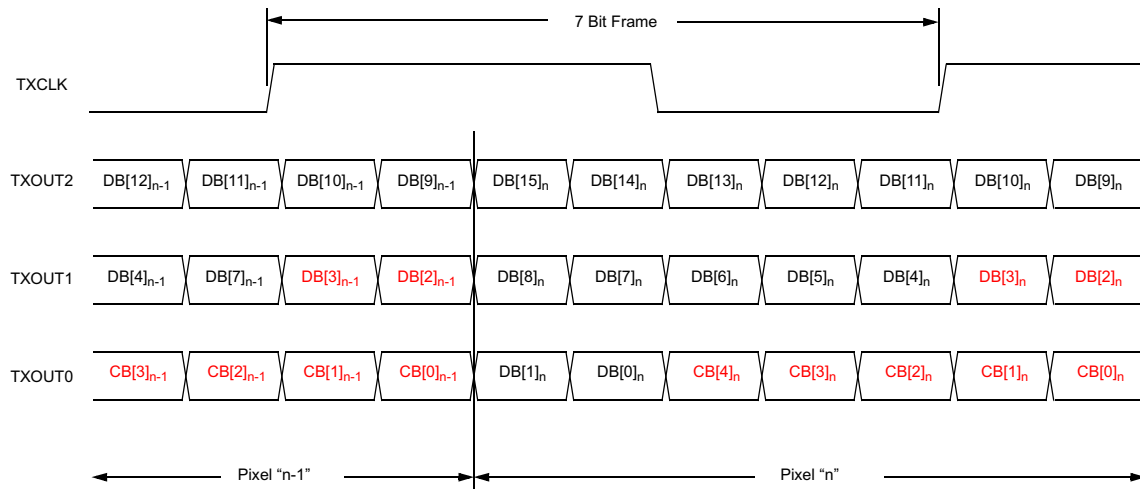 7 Bit Frame
TXCLK
TXOUT2 DB[12]n-1 DB[11]n-1 DB[10]n-1 DB[9]n-1 DB[15]n DB[14]n DB[13]n DB[12]n DB[11]n DB[10]n DB[9]n
TXOUT1 DB[4]n-1 DB[7]n-1 DB[3]n-1 DB[2]n-1 DB[8]n DB[7]n DB[6]n DB[5]n DB[4]n DB[3]n DB[2]n
TXOUT0 CB[3]n-1 CB[2]n-1 CB[1]n-1 CB[0]n-1 DB[1]n DB[0]n CB[4]n CB[3]n CB[2]n CB[1]n CB[0]n
Pixel “n-1” Pixel “n”